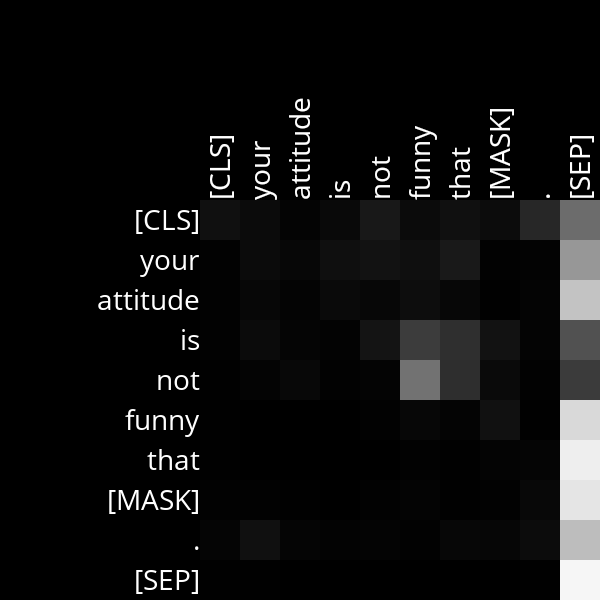 [CLS] your attitude is not funny that [MASK] . [SEP]
[CLS]
your
attitude
is
not
funny
that
[MASK]
.
[SEP]